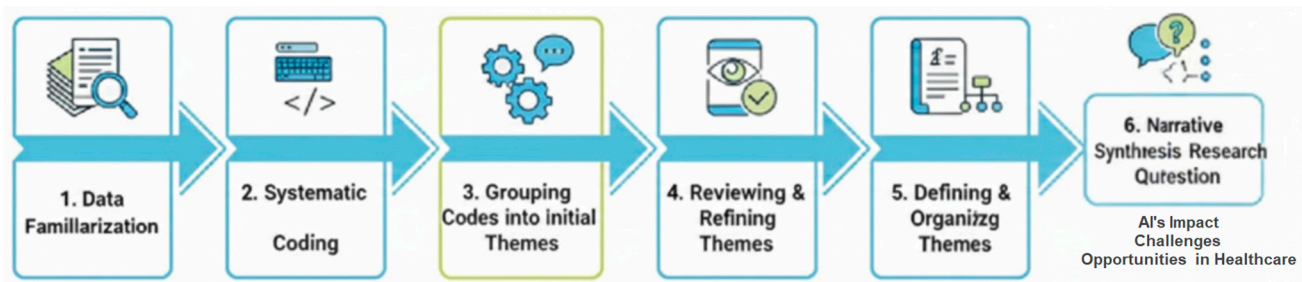 </>
1. Data
Famillarization
2. Systematic
Coding
3. Grouping
Codes into initial
Themes
4. Reviewing &
Refining
Themes
5. Defining &
Organizzg
Themes
?
6. Narrative
Synthresis Research
Qurestion
AI's Impact
Challenges
Opportunities in Healthcare